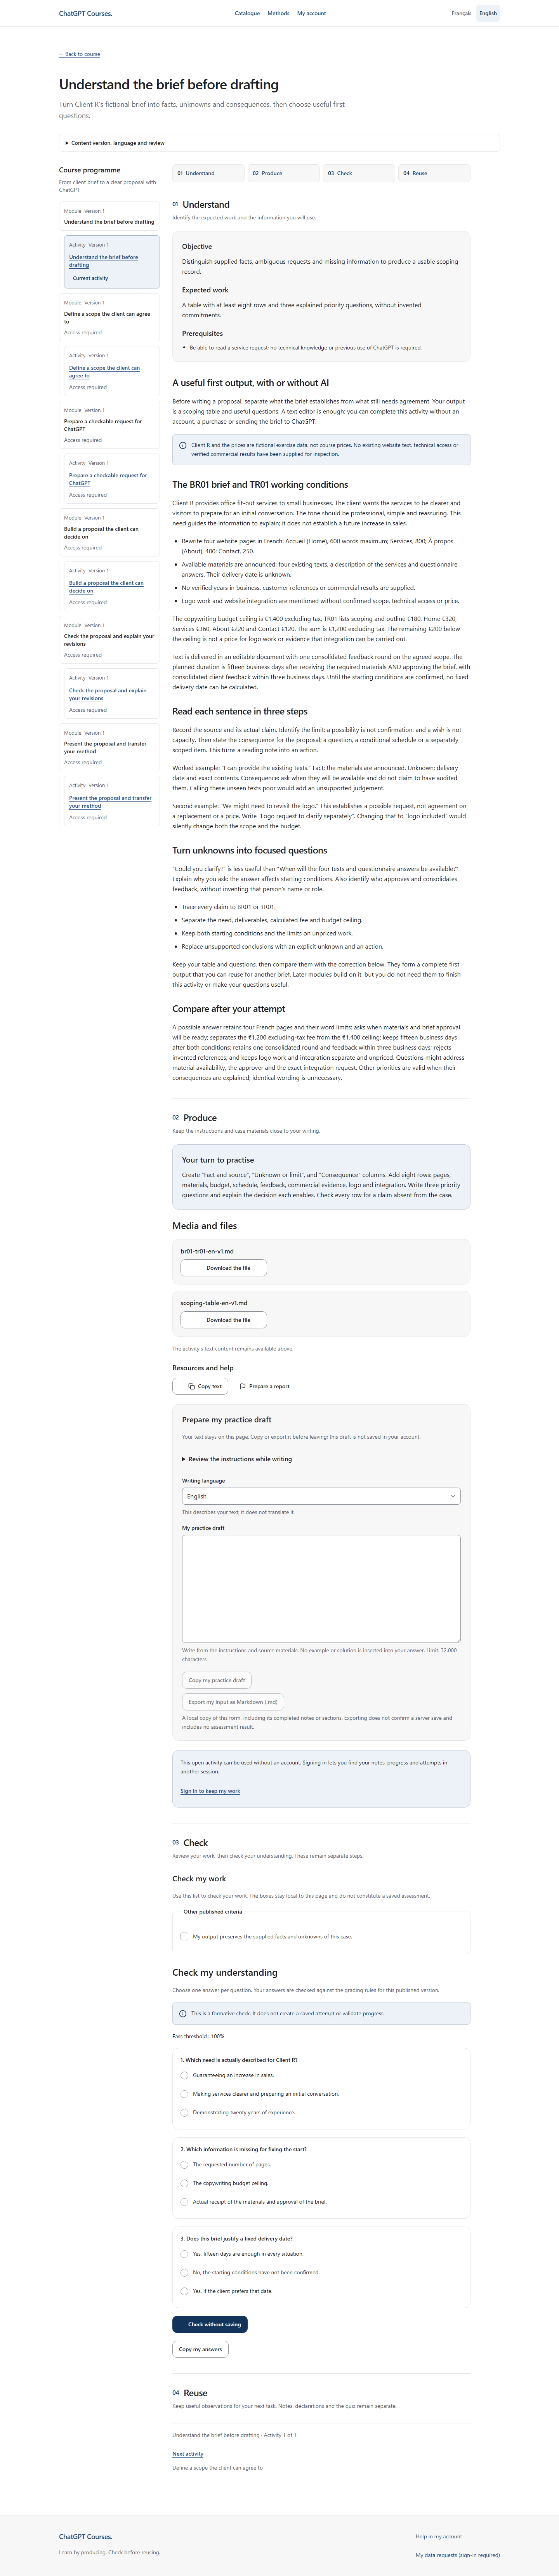 ChatGPT Courses.
Catalogue Methods My account
Français English
← Back to course
Understand the brief before drafting
Turn Client R's fictional brief into facts, unknowns and consequences, then choose useful first
questions.
Content version, language and review
Course programme
From client brief to a clear proposal with
ChatGPT
Module Version 1
Understand the brief before drafting
Activity Version 1
Understand the brief before
drafting
Current activity
Module Version 1
Define a scope the client can agree
to
Access required
Activity Version 1
Define a scope the client can
agree to
Access required
Module Version 1
Prepare a checkable request for
ChatGPT
Access required
Activity Version 1
Prepare a checkable request for
ChatGPT
Access required
Module Version 1
Build a proposal the client can
decide on
Access required
Activity Version 1
Build a proposal the client can
decide on
Access required
Module Version 1
Check the proposal and explain your
revisions
Access required
Activity Version 1
Check the proposal and explain
your revisions
Access required
Module Version 1
Present the proposal and transfer
your method
Access required
Activity Version 1
Present the proposal and transfer
your method
Access required
01 Understand
02 Produce
03 Check
04 Reuse
01 Understand
Identify the expected work and the information you will use.
Objective
Distinguish supplied facts, ambiguous requests and missing information to produce a usable scoping
record.
Expected work
A table with at least eight rows and three explained priority questions, without invented
commitments.
Prerequisites
Be able to read a service request; no technical knowledge or previous use of ChatGPT is required.
A useful first output, with or without AI
Before writing a proposal, separate what the brief establishes from what still needs agreement. Your output
is a scoping table and useful questions. A text editor is enough; you can complete this activity without an
account, a purchase or sending the brief to ChatGPT.
Client R and the prices are fictional exercise data, not course prices. No existing website text, technical access or
verified commercial results have been supplied for inspection.
The BR01 brief and TR01 working conditions
Client R provides office fit-out services to small businesses. The client wants the services to be clearer and
visitors to prepare for an initial conversation. The tone should be professional, simple and reassuring. This
need guides the information to explain; it does not establish a future increase in sales.
Rewrite four website pages in French: Accueil (Home), 600 words maximum; Services, 800; À propos
(About), 400; Contact, 250.
Available materials are announced: four existing texts, a description of the services and questionnaire
answers. Their delivery date is unknown.
No verified years in business, customer references or commercial results are supplied.
Logo work and website integration are mentioned without confirmed scope, technical access or price.
The copywriting budget ceiling is €1,400 excluding tax. TR01 lists scoping and outline €180, Home €320,
Services €360, About €220 and Contact €120. The sum is €1,200 excluding tax. The remaining €200 below
the ceiling is not a price for logo work or evidence that integration can be carried out.
Text is delivered in an editable document with one consolidated feedback round on the agreed scope. The
planned duration is fifteen business days after receiving the required materials AND approving the brief, with
consolidated client feedback within three business days. Until the starting conditions are confirmed, no fixed
delivery date can be calculated.
Read each sentence in three steps
Record the source and its actual claim. Identify the limit: a possibility is not confirmation, and a wish is not
capacity. Then state the consequence for the proposal: a question, a conditional schedule or a separately
scoped item. This turns a reading note into an action.
Worked example: "I can provide the existing texts." Fact: the materials are announced. Unknown: delivery
date and exact contents. Consequence: ask when they will be available and do not claim to have audited
them. Calling these unseen texts poor would add an unsupported judgement.
Second example: "We might need to revisit the logo." This establishes a possible request, not agreement on
a replacement or a price. Write "Logo request to clarify separately". Changing that to "logo included" would
silently change both the scope and the budget.
Turn unknowns into focused questions
"Could you clarify?" is less useful than "When will the four texts and questionnaire answers be available?"
Explain why you ask: the answer affects starting conditions. Also identify who approves and consolidates
feedback, without inventing that person's name or role.
Trace every claim to BR01 or TR01.
Separate the need, deliverables, calculated fee and budget ceiling.
Keep both starting conditions and the limits on unpriced work.
Replace unsupported conclusions with an explicit unknown and an action.
Keep your table and questions, then compare them with the correction below. They form a complete first
output that you can reuse for another brief. Later modules build on it, but you do not need them to finish
this activity or make your questions useful.
Compare after your attempt
A possible answer retains four French pages and their word limits; asks when materials and brief approval
will be ready; separates the €1,200 excluding-tax fee from the €1,400 ceiling; keeps fifteen business days
after both conditions; retains one consolidated round and feedback within three business days; rejects
invented references; and keeps logo work and integration separate and unpriced. Questions might address
material availability, the approver and the exact integration request. Other priorities are valid when their
consequences are explained; identical wording is unnecessary.
02 Produce
Keep the instructions and case materials close to your writing.
Your turn to practise
Create "Fact and source", "Unknown or limit", and "Consequence" columns. Add eight rows: pages,
materials, budget, schedule, feedback, commercial evidence, logo and integration. Write three priority
questions and explain the decision each enables. Check every row for a claim absent from the case.
Media and files
br01-tr01-en-v1.md
Download the file
scoping-table-en-v1.md
Download the file
The activity's text content remains available above.
Resources and help
Copy text
Prepare a report
Prepare my practice draft
Your text stays on this page. Copy or export it before leaving: this draft is not saved in your account.
Review the instructions while writing
Writing language
English
This describes your text; it does not translate it.
My practice draft
Write from the instructions and source materials. No example or solution is inserted into your answer. Limit: 32,000
characters.
Copy my practice draft
Export my input as Markdown (.md)
A local copy of this form, including its completed notes or sections. Exporting does not confirm a server save and
includes no assessment result.
This open activity can be used without an account. Signing in lets you find your notes, progress and attempts in
another session.
Sign in to keep my work
03 Check
Review your work, then check your understanding. These remain separate steps.
Check my work
Use this list to check your work. The boxes stay local to this page and do not constitute a saved assessment.
Other published criteria
My output preserves the supplied facts and unknowns of this case.
Check my understanding
Choose one answer per question. Your answers are checked against the grading rules for this published version.
This is a formative check. It does not create a saved attempt or validate progress.
Pass threshold : 100%
1. Which need is actually described for Client R?
Guaranteeing an increase in sales.
Making services clearer and preparing an initial conversation.
Demonstrating twenty years of experience.
2. Which information is missing for fixing the start?
The requested number of pages.
The copywriting budget ceiling.
Actual receipt of the materials and approval of the brief.
3. Does this brief justify a fixed delivery date?
Yes, fifteen days are enough in every situation.
No, the starting conditions have not been confirmed.
Yes, if the client prefers that date.
Check without saving
Copy my answers
04 Reuse
Keep useful observations for your next task. Notes, declarations and the quiz remain separate.
Understand the brief before drafting · Activity 1 of 1
Next activity
Define a scope the client can agree to
ChatGPT Courses.
Learn by producing. Check before reusing.
Help in my account
My data requests (sign-in required)